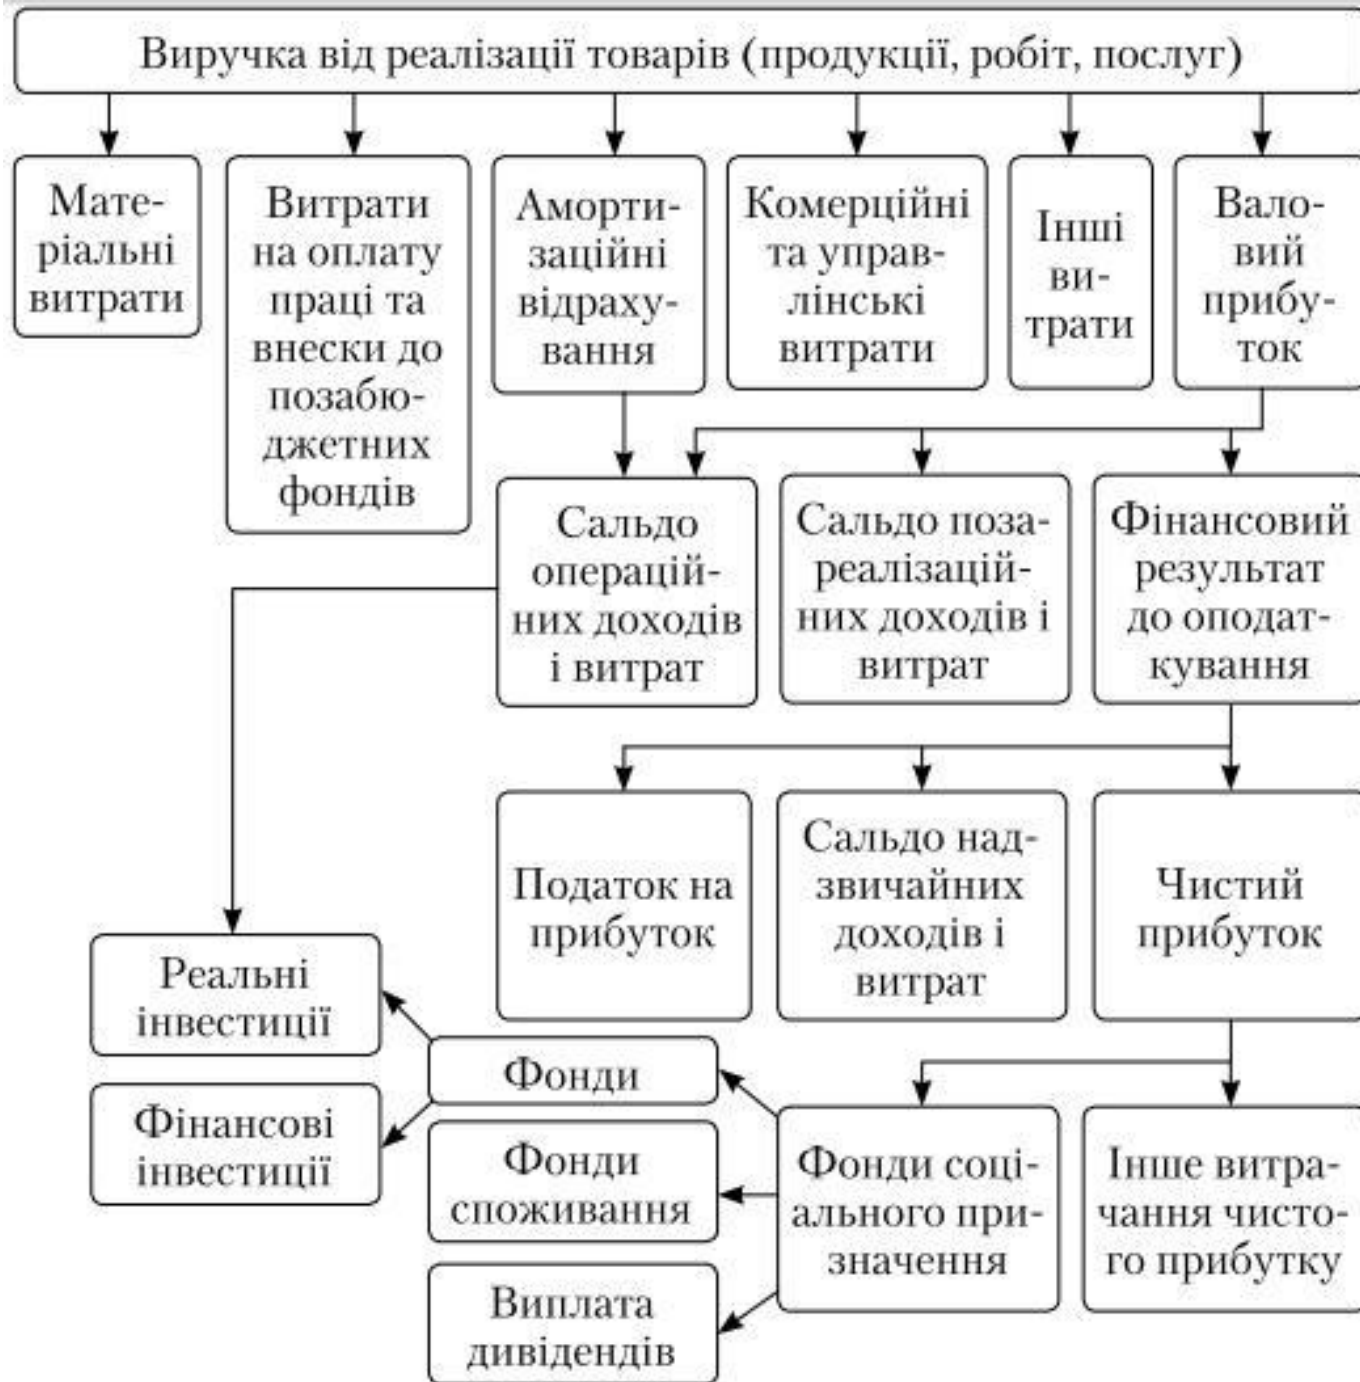 Виручка від реалізації товарів (продукції, робіт, послуг)
Мате-
ріальні
витрати
Витрати
на оплату
праці та
внески до
позабю-
джетних
фондів
Аморти-
заційні
відраху-
вання
Комерційні
та управ-
лінські
витрати
Інші
ви-
трати
Вало-
вий
прибу-
ток
Сальдо
операцій-
них доходів
і витрат
Сальдо поза-
реалізацій-
них доходів і
витрат
Фінансовий
результат
до оподат-
кування
Податок на
прибуток
Сальдо над-
звичайних
доходів і
витрат
Чистий
прибуток
Реальні
інвестиції
Фінансові
інвестиції
Фонди
Фонди
споживання
Виплата
дивідендів
Фонди соці-
ального при-
значення
Інше витра-
чання чисто-
го прибутку